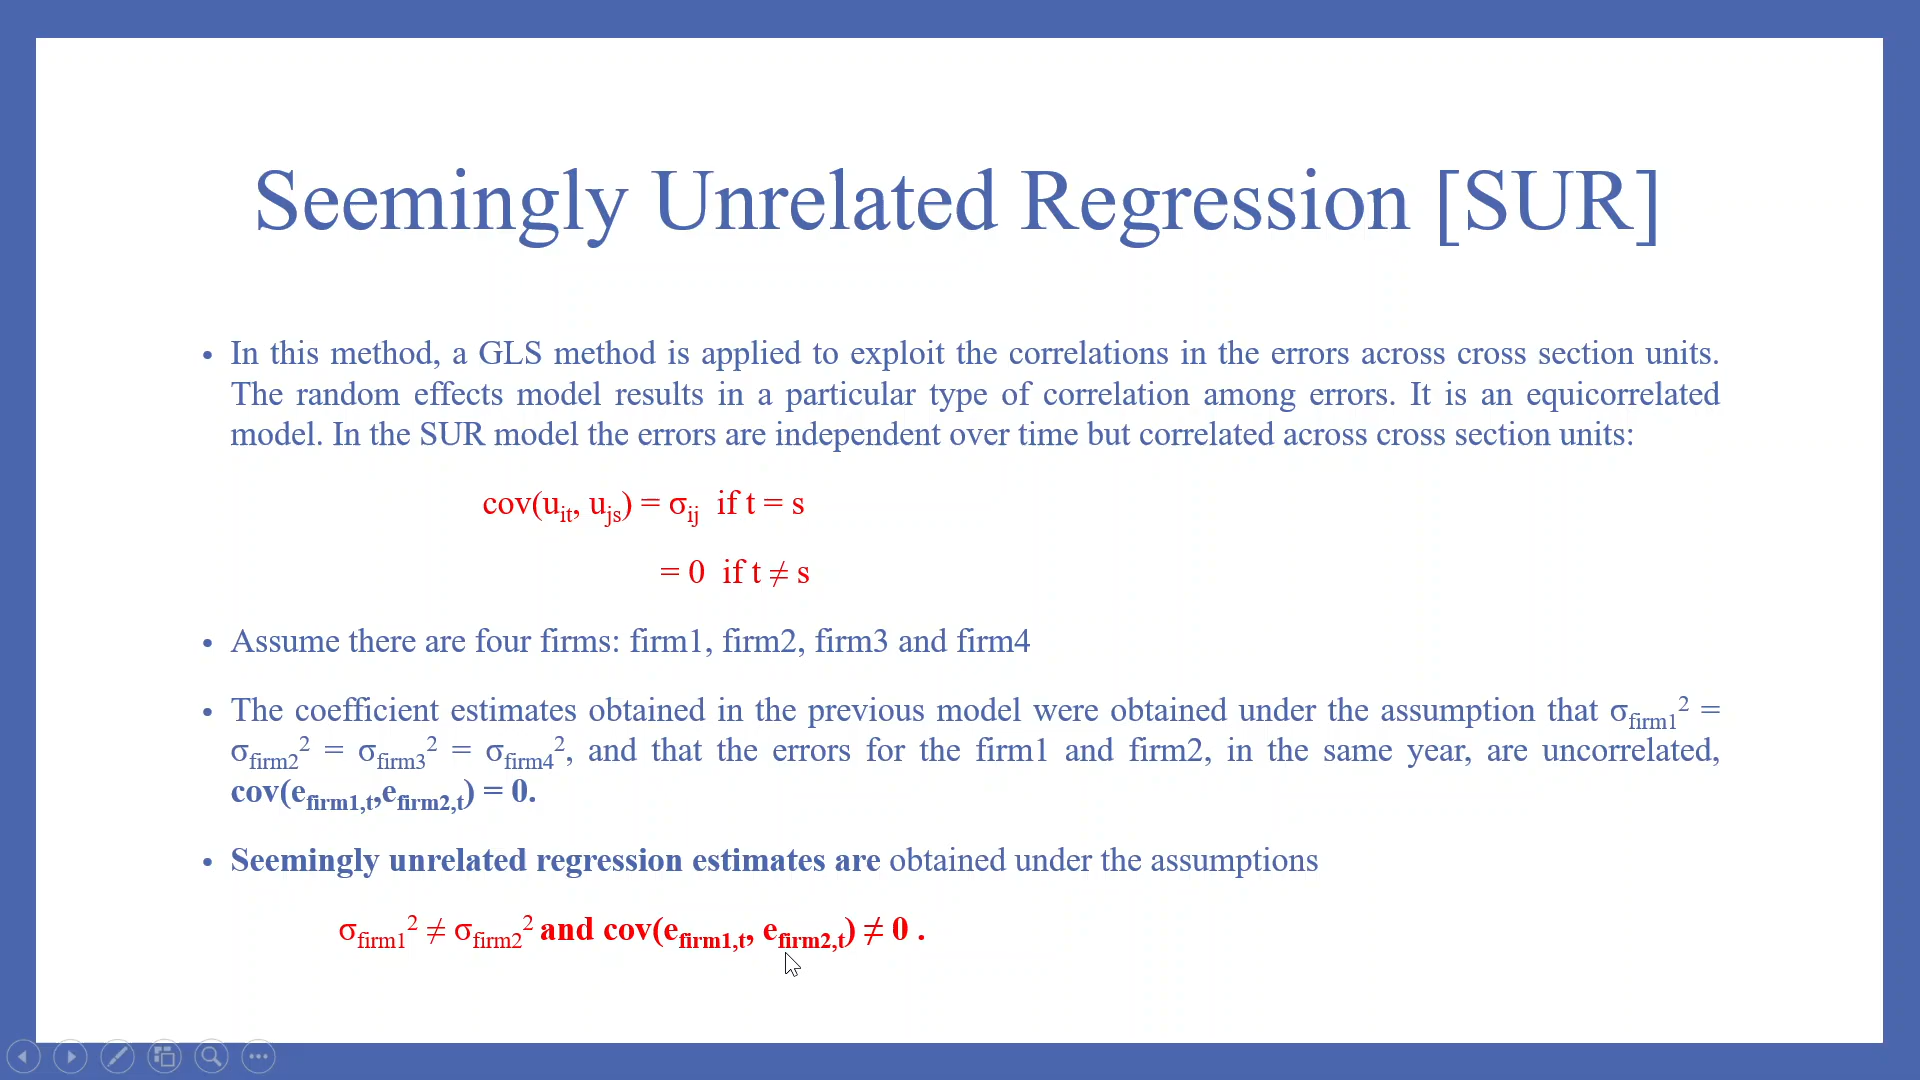 Seemingly Unrelated Regression [SUR]
• In this method, a GLS method is applied to exploit the correlations in the errors across cross section units.
The random effects model results in a particular type of correlation among errors. It is an equicorrelated
model. In the SUR model the errors are independent over time but correlated across cross section units:
cov(uᵢₜ, uⱼₛ) = σᵢⱼ if t = s
= 0 if t ≠ s
• Assume there are four firms: firm1, firm2, firm3 and firm4
• The coefficient estimates obtained in the previous model were obtained under the assumption that σfirm1² =
σfirm2² = σfirm3² = σfirm4², and that the errors for the firm1 and firm2, in the same year, are uncorrelated,
cov(efirm1,t,efirm2,t) = 0.
• Seemingly unrelated regression estimates are obtained under the assumptions
σfirm1² ≠ σfirm2² and cov(efirm1,t, efirm2,t) ≠ 0 .